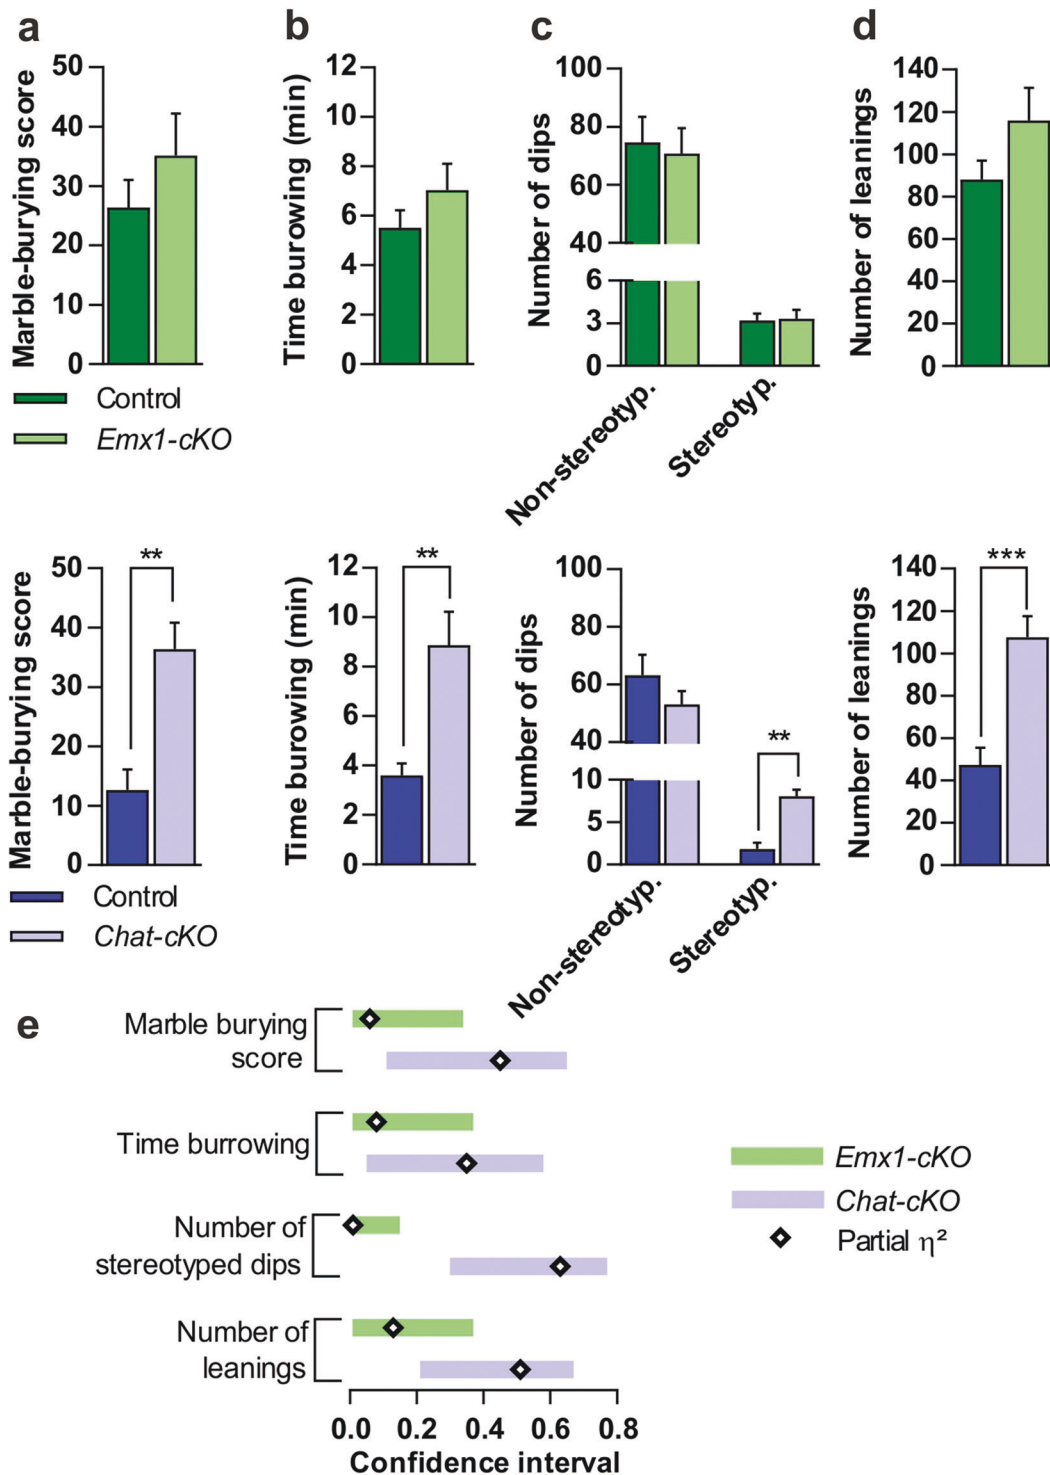 a
b
c
d
Marble-burying score
50
40
30
20
10
0
Time burowing (min)
12
10
8
6
4
2
0
Number of dips
100
80
60
40
6
3
0
Non-stereotyp.
Stereotyp.
Number of leanings
140
120
100
80
60
40
20
0
Control
Emx1-cKO
Marble-burying score
50
40
30
20
10
0
**
Time burowing (min)
12
10
8
6
4
2
0
**
Number of dips
100
80
60
40
10
5
0
**
Non-stereotyp.
Stereotyp.
Number of leanings
140
120
100
80
60
40
20
0
***
Control
Chat-cKO
e
Marble burying
score
Time burrowing
Number of
stereotyped dips
Number of
leanings
0.0 0.2 0.4 0.6 0.8
Confidence interval
Emx1-cKO
Chat-cKO
Partial η²